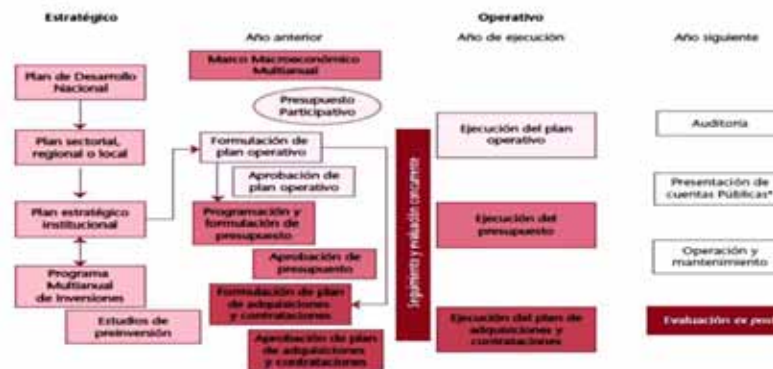 Estratégico
Operativo
Año anterior
Año de ejecución
Año siguiente
Marco Macroeconómico
Multianual
Plan de Desarrollo
Nacional
Presupuesto
Participativo
Plan sectorial,
regional o local
Formulación de
plan operativo
Aprobación de
plan operativo
Plan estratégico
institucional
Programación y
formulación de
presupuesto
Aprobación de
presupuesto
Programa
Multianual
de Inversiones
Formulación de plan
de adquisiciones
y contrataciones
Estudios de
preinversión
Aprobación de plan
de adquisiciones
y contrataciones
Seguimiento y evaluación concurrente
Ejecución del plan
operativo
Ejecución del
presupuesto
Ejecución del plan de
adquisiciones y
contrataciones
Auditoría
Presentación de
cuentas Públicas*
Operación y
mantenimiento
Evaluación ex post